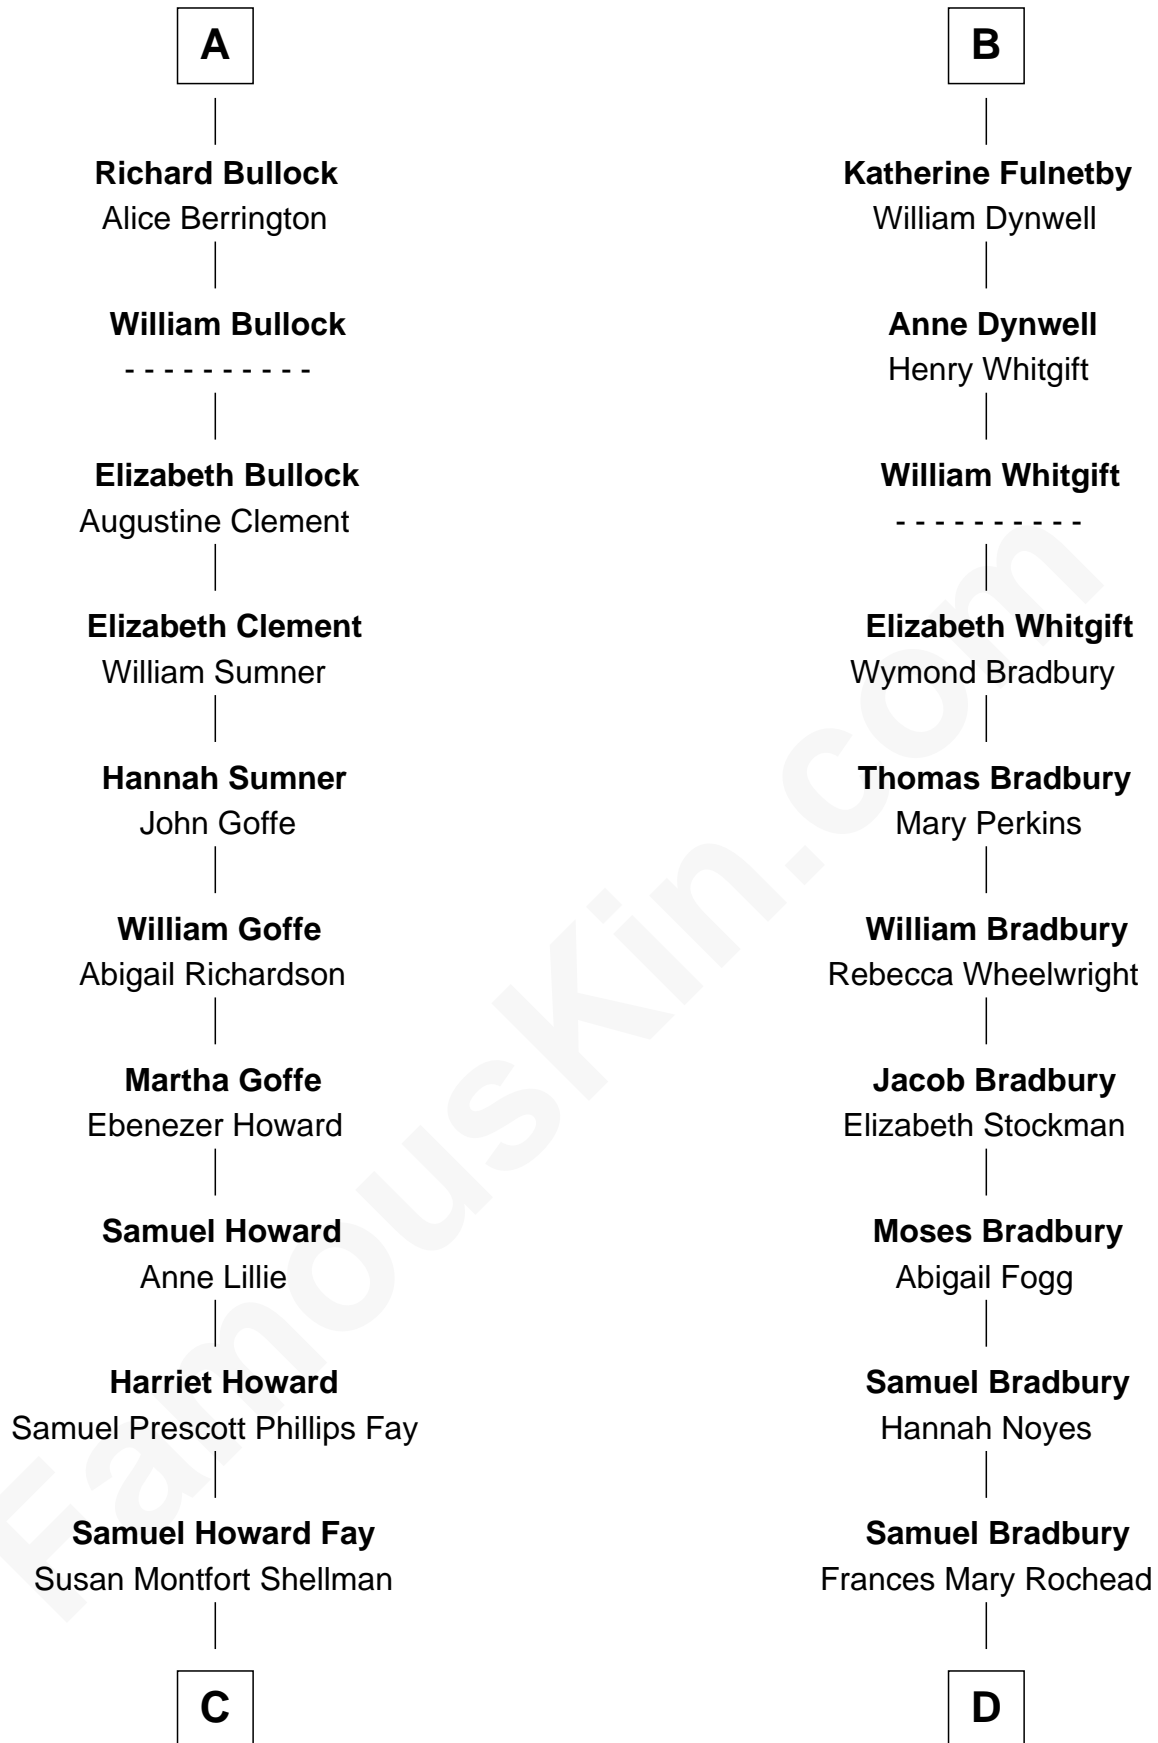 A
Richard Bullock
Alice Berrington
William Bullock
- - - - - - - - - -
Elizabeth Bullock
Augustine Clement
Elizabeth Clement
William Sumner
Hannah Sumner
John Goffe
William Goffe
Abigail Richardson
Martha Goffe
Ebenezer Howard
Samuel Howard
Anne Lillie
Harriet Howard
Samuel Prescott Phillips Fay
Samuel Howard Fay
Susan Montfort Shellman
C
B
Katherine Fulnetby
William Dynwell
Anne Dynwell
Henry Whitgift
William Whitgift
- - - - - - - - - -
Elizabeth Whitgift
Wymond Bradbury
Thomas Bradbury
Mary Perkins
William Bradbury
Rebecca Wheelwright
Jacob Bradbury
Elizabeth Stockman
Moses Bradbury
Abigail Fogg
Samuel Bradbury
Hannah Noyes
Samuel Bradbury
Frances Mary Rochead
D
FamousKin.com